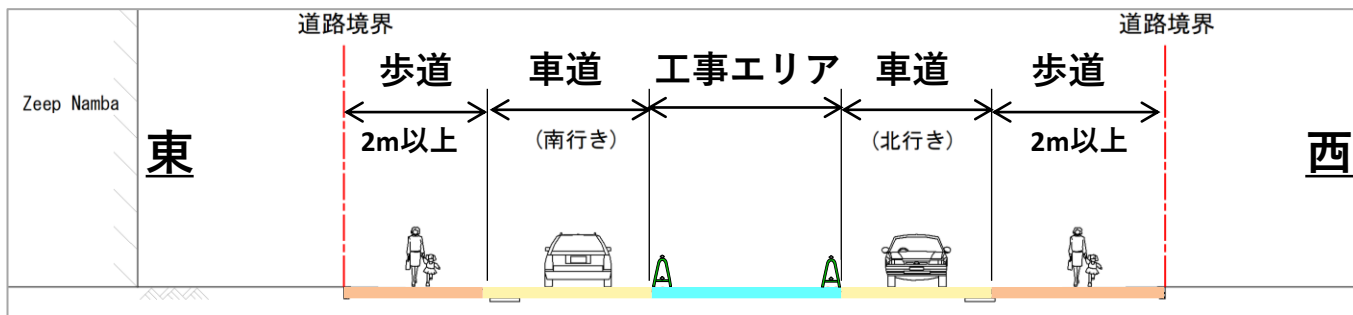 道路境界 道路境界
歩道 車道 工事エリア 車道 歩道
Zeep Namba
2m以上 (南行き) (北行き) 2m以上
東 西